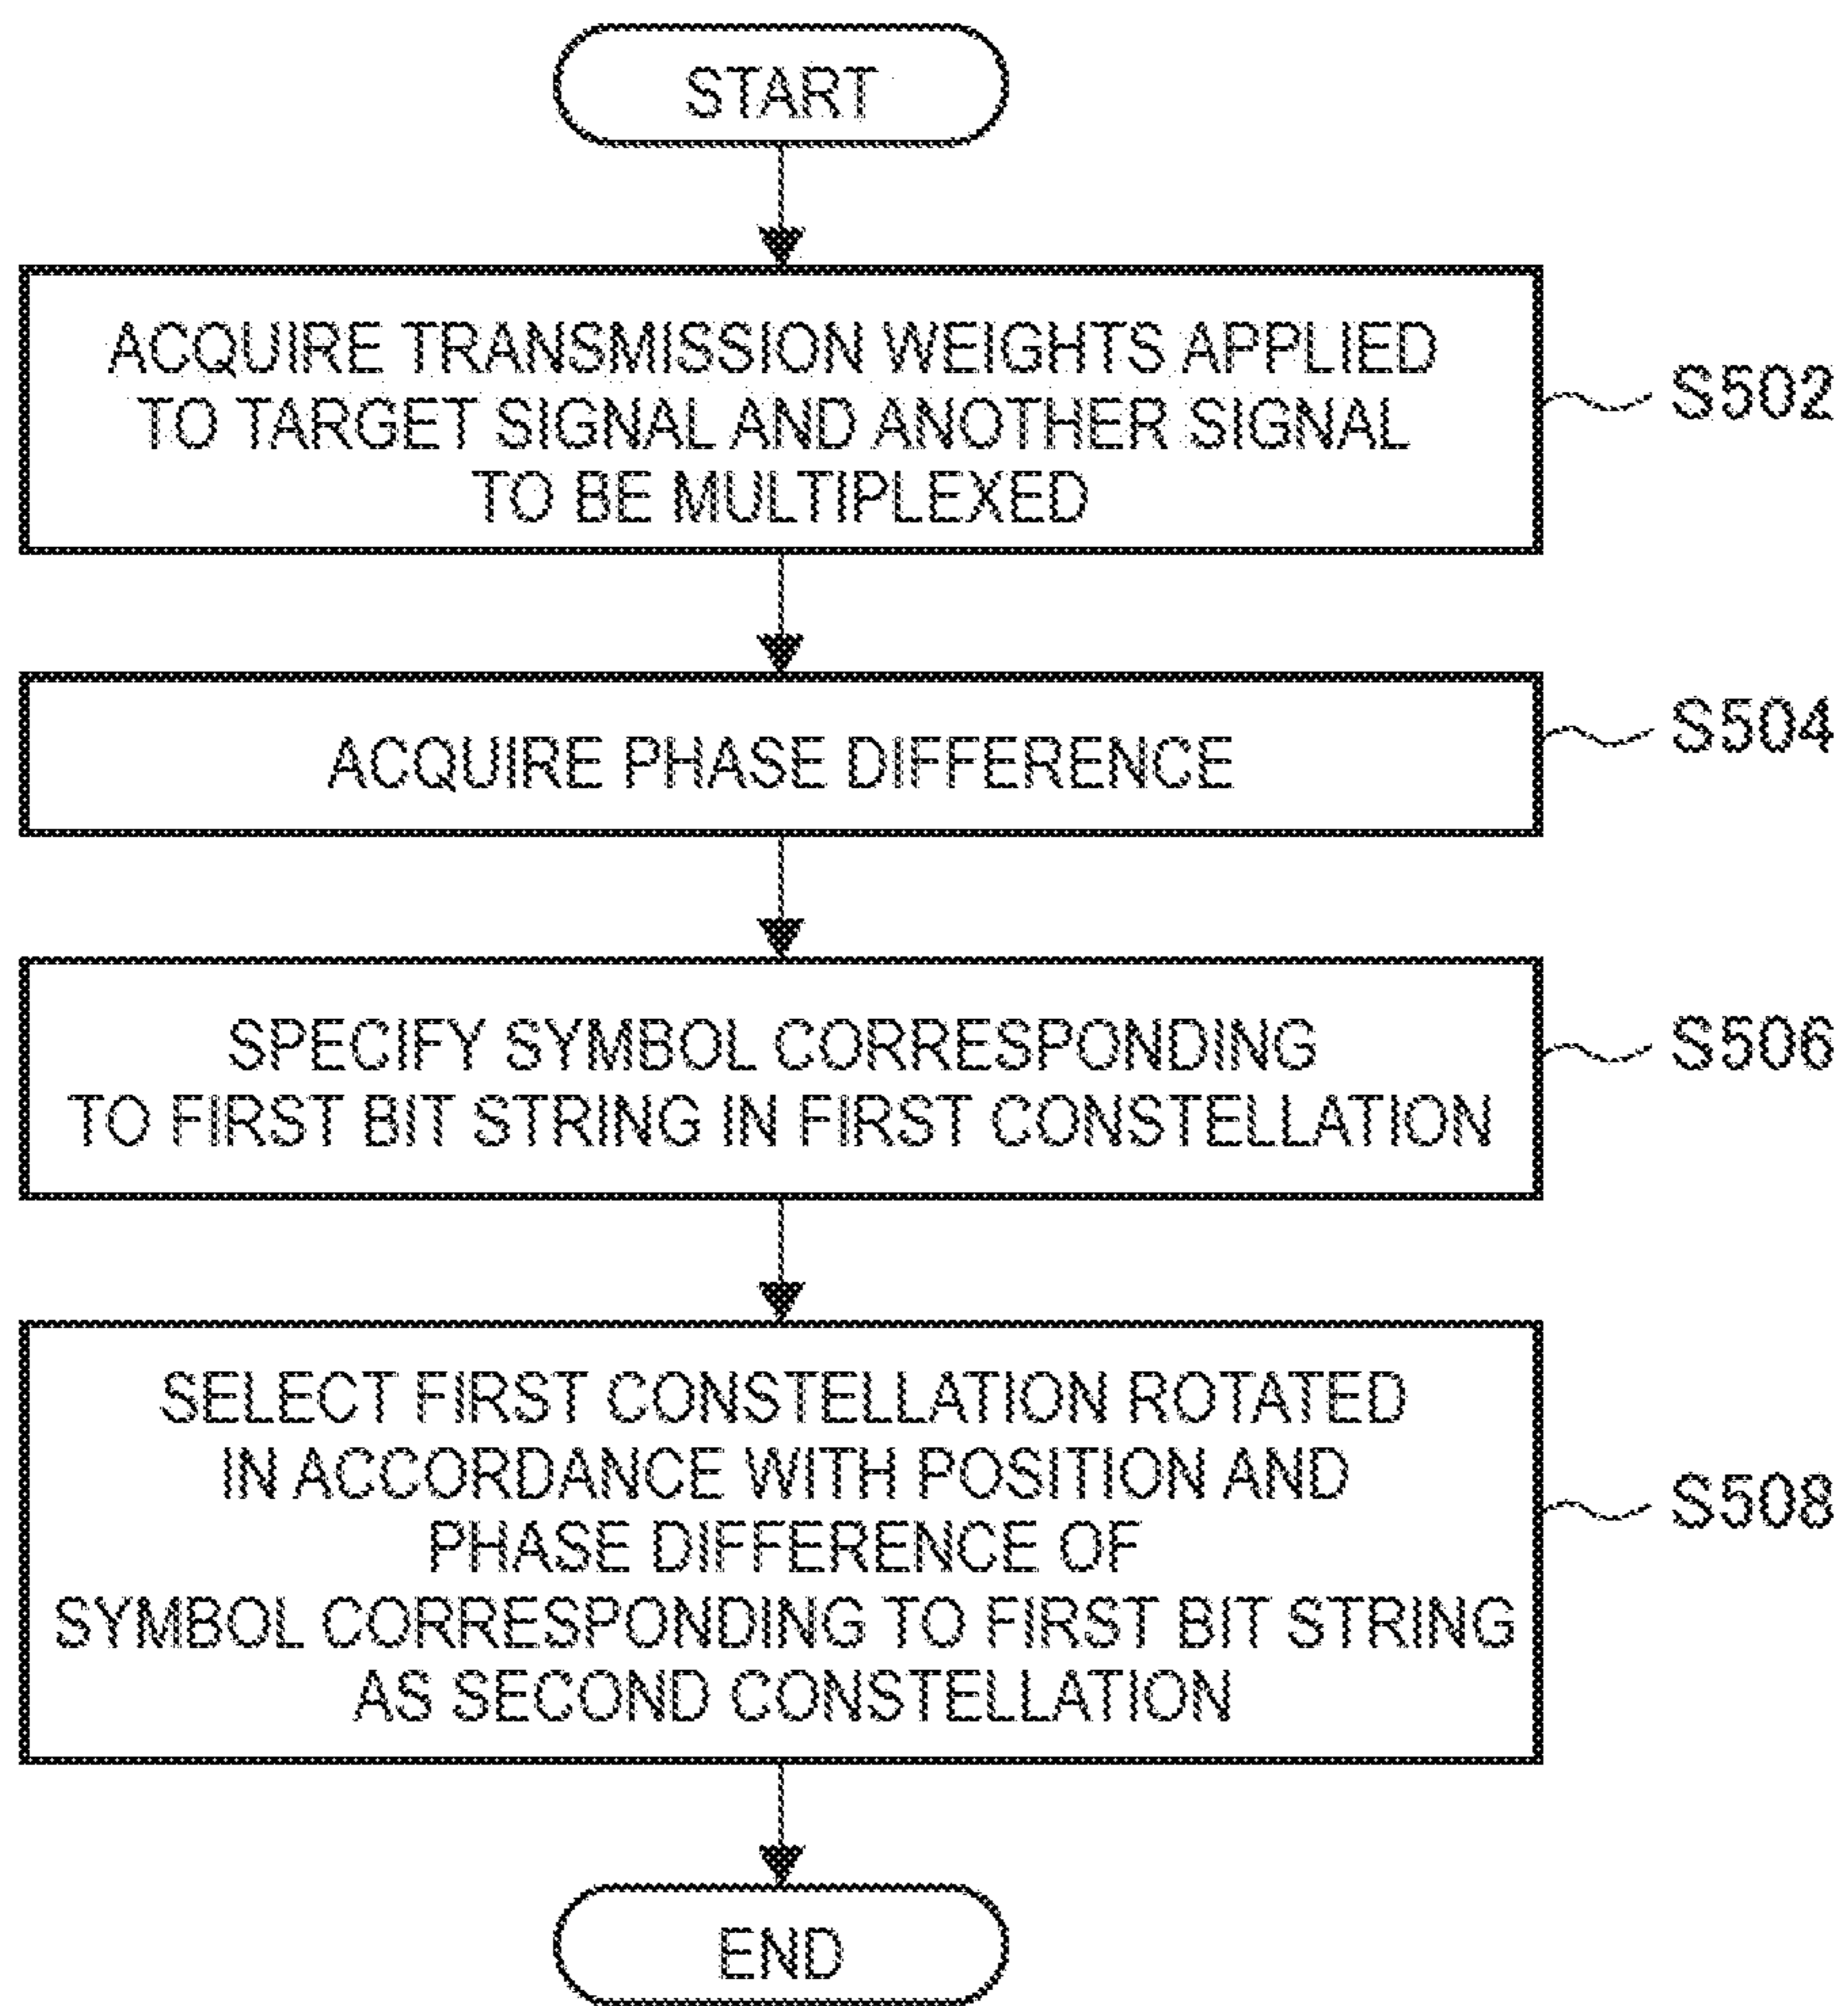 START
ACQUIRE TRANSMISSION WEIGHTS APPLIED
TO TARGET SIGNAL AND ANOTHER SIGNAL
TO BE MULTIPLEXED
S502
ACQUIRE PHASE DIFFERENCE
S504
SPECIFY SYMBOL CORRESPONDING
TO FIRST BIT STRING IN FIRST CONSTELLATION
S506
SELECT FIRST CONSTELLATION ROTATED
IN ACCORDANCE WITH POSITION AND
PHASE DIFFERENCE OF
SYMBOL CORRESPONDING TO FIRST BIT STRING
AS SECOND CONSTELLATION
S508
END